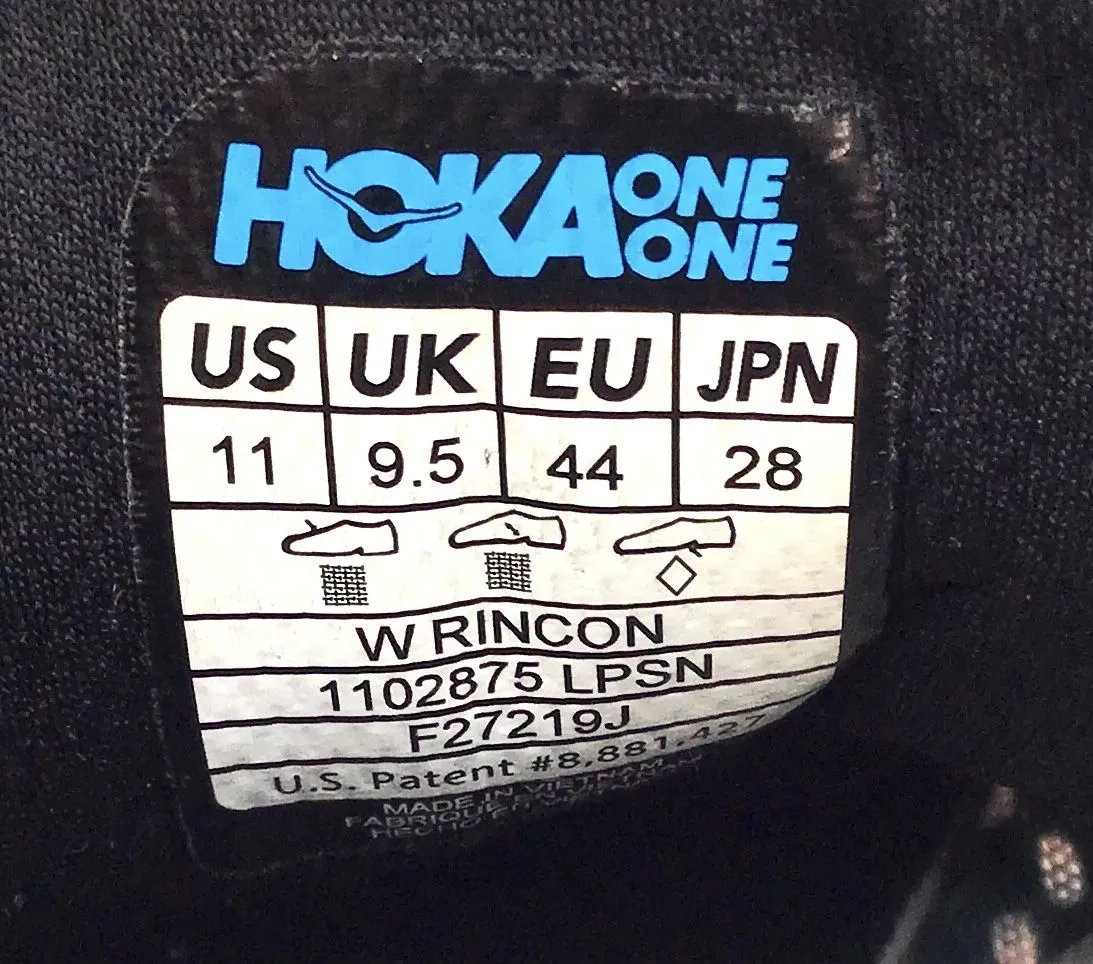 HOKA ONE ONE
US UK EU JPN
11 9.5 44 28
W RINCON
1102875 LPSN
F27219J
U.S. Patent #8,881,427
MADE IN VIETNAM